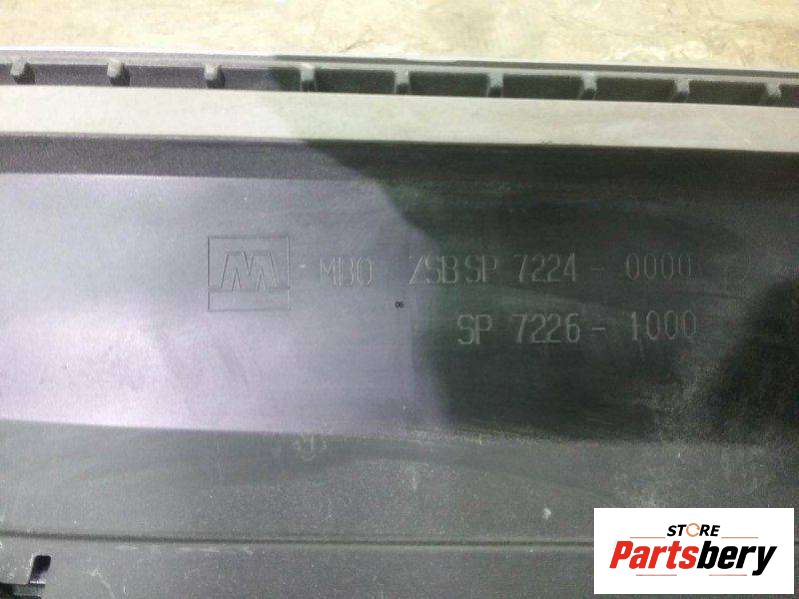 M MBO ZSB SP 7224 - 0000
SP 7226 - 1000
STORE
Partsbery